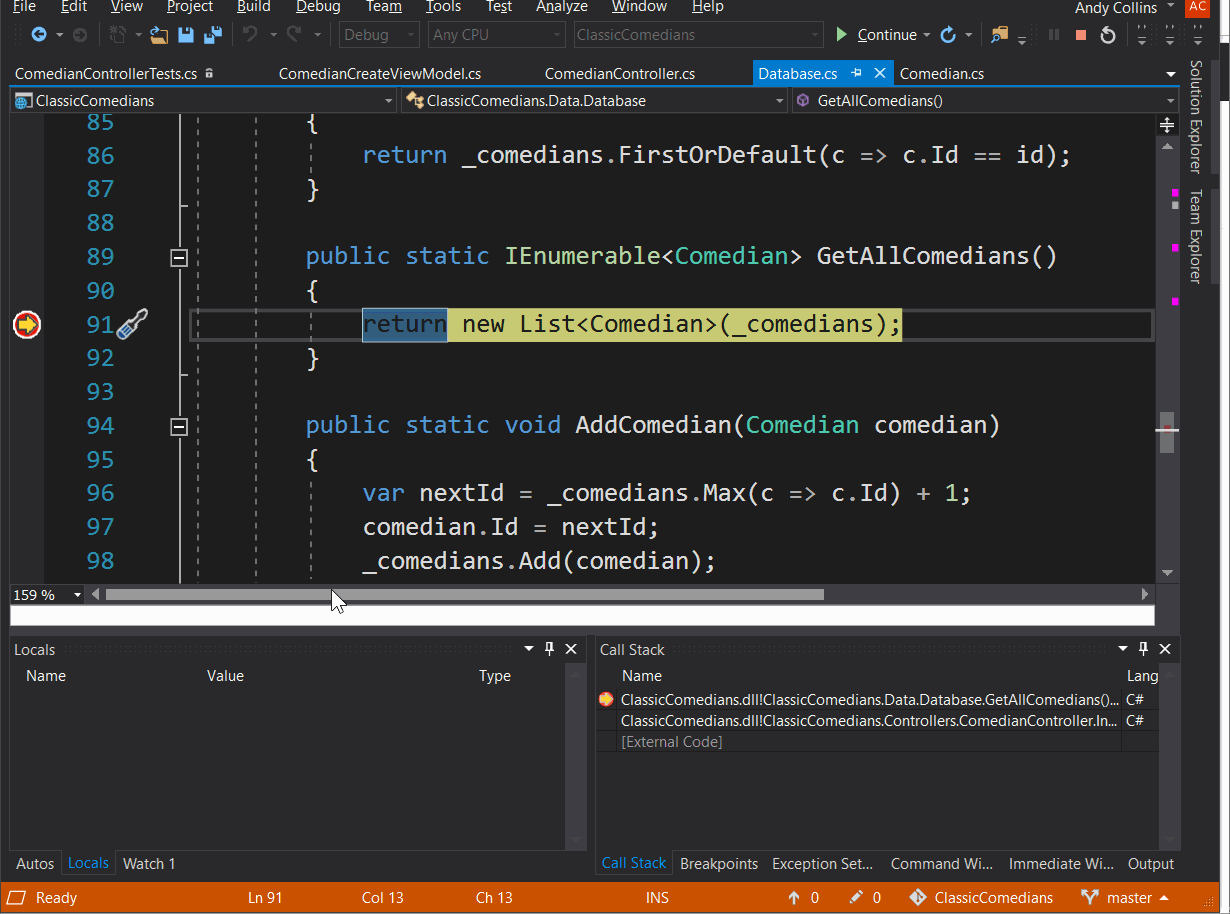 File Edit View Project Build Debug Team Tools Test Analyze Window Help Andy Collins AC
Debug Any CPU ClassicComedians Continue
ComedianControllerTests.cs ComedianCreateViewModel.cs ComedianController.cs Database.cs Comedian.cs
ClassicComedians ClassicComedians.Data.Database GetAllComedians()
85 {
86 return _comedians.FirstOrDefault(c => c.Id == id);
87 }
88
89 public static IEnumerable<Comedian> GetAllComedians()
90 {
91 return new List<Comedian>(_comedians);
92 }
93
94 public static void AddComedian(Comedian comedian)
95 {
96 var nextId = _comedians.Max(c => c.Id) + 1;
97 comedian.Id = nextId;
98 _comedians.Add(comedian);
159 %
Solution Explorer
Team Explorer
Locals
Name Value Type
Autos Locals Watch 1
Call Stack
Name Lang
ClassicComedians.dll!ClassicComedians.Data.Database.GetAllComedians()... C#
ClassicComedians.dll!ClassicComedians.Controllers.ComedianController.In... C#
[External Code]
Call Stack Breakpoints Exception Set... Command Wi... Immediate Wi... Output
Ready Ln 91 Col 13 Ch 13 INS 0 0 ClassicComedians master